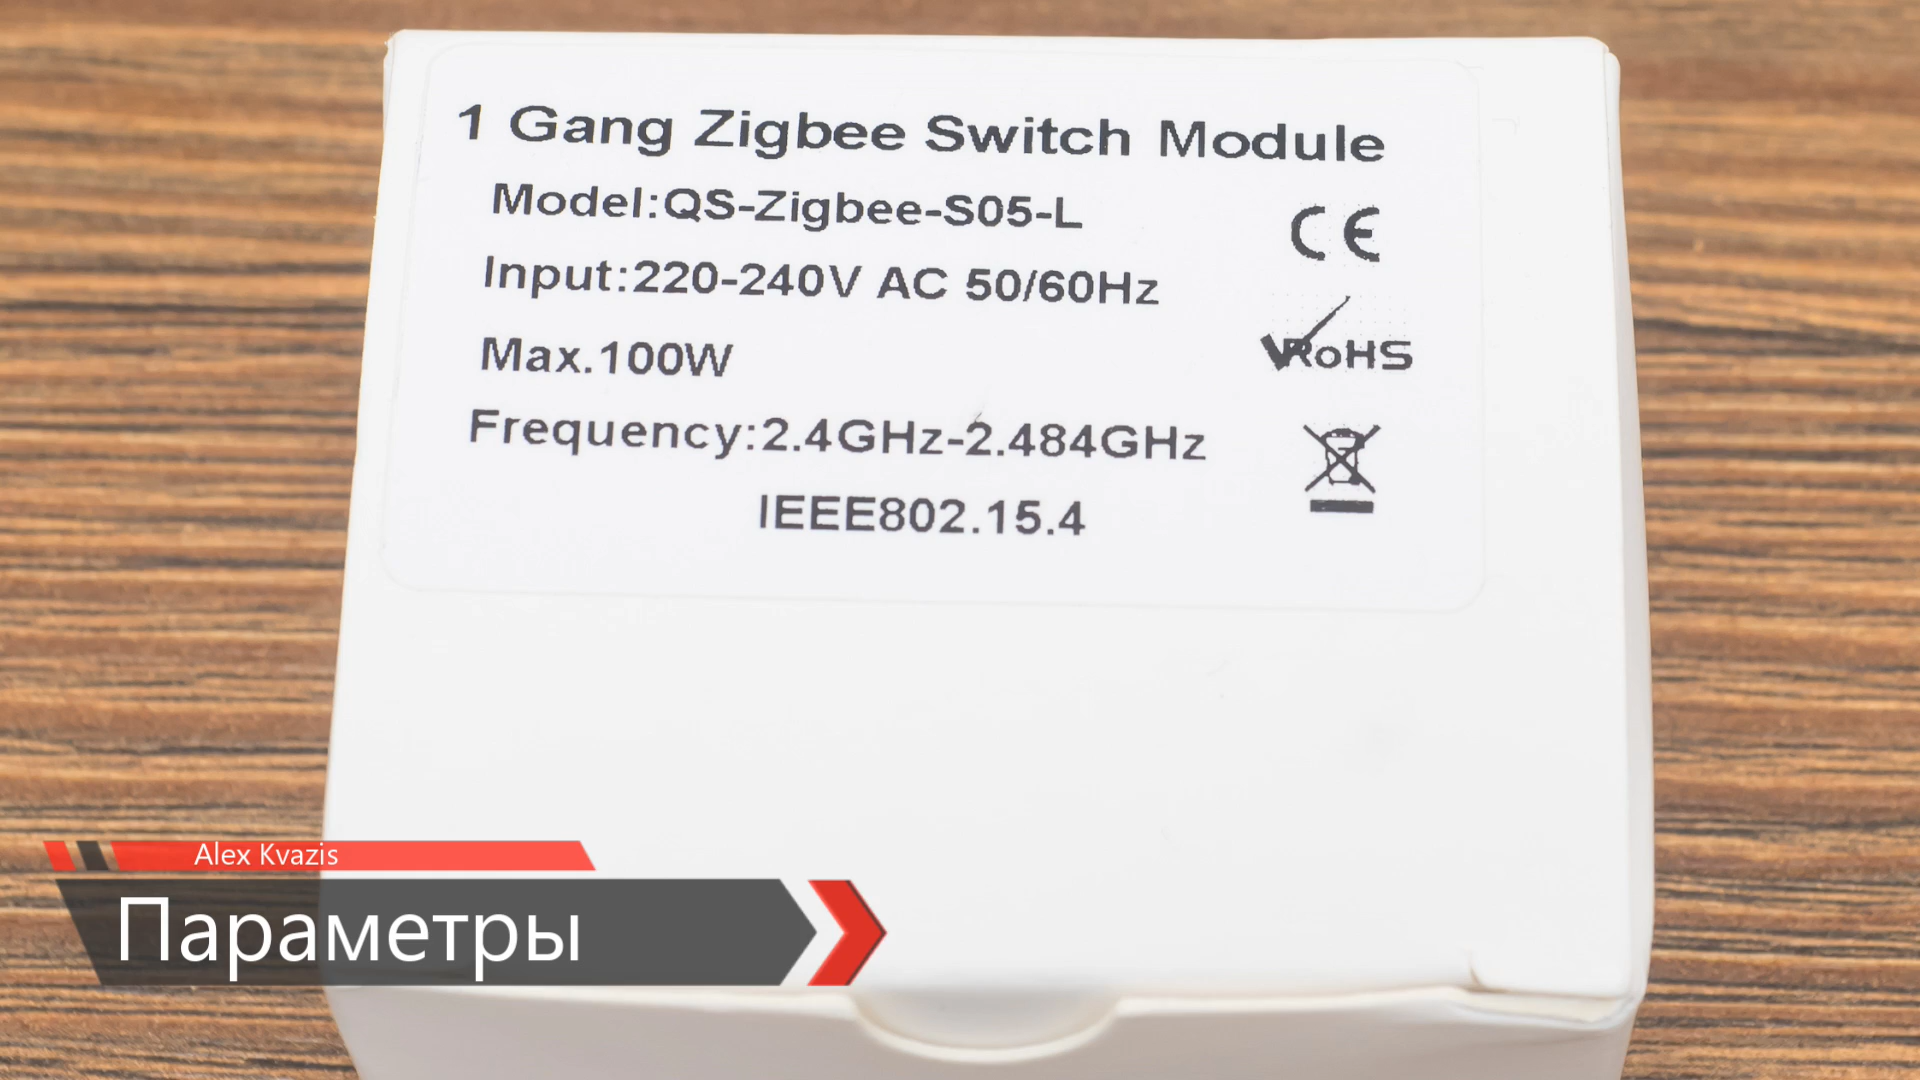 1 Gang Zigbee Switch Module
Model:QS-Zigbee-S05-L
Input:220-240V AC 50/60Hz
Max.100W
Frequency:2.4GHz-2.484GHz
IEEE802.15.4
CE
RoHS
Alex Kvazis
Параметры